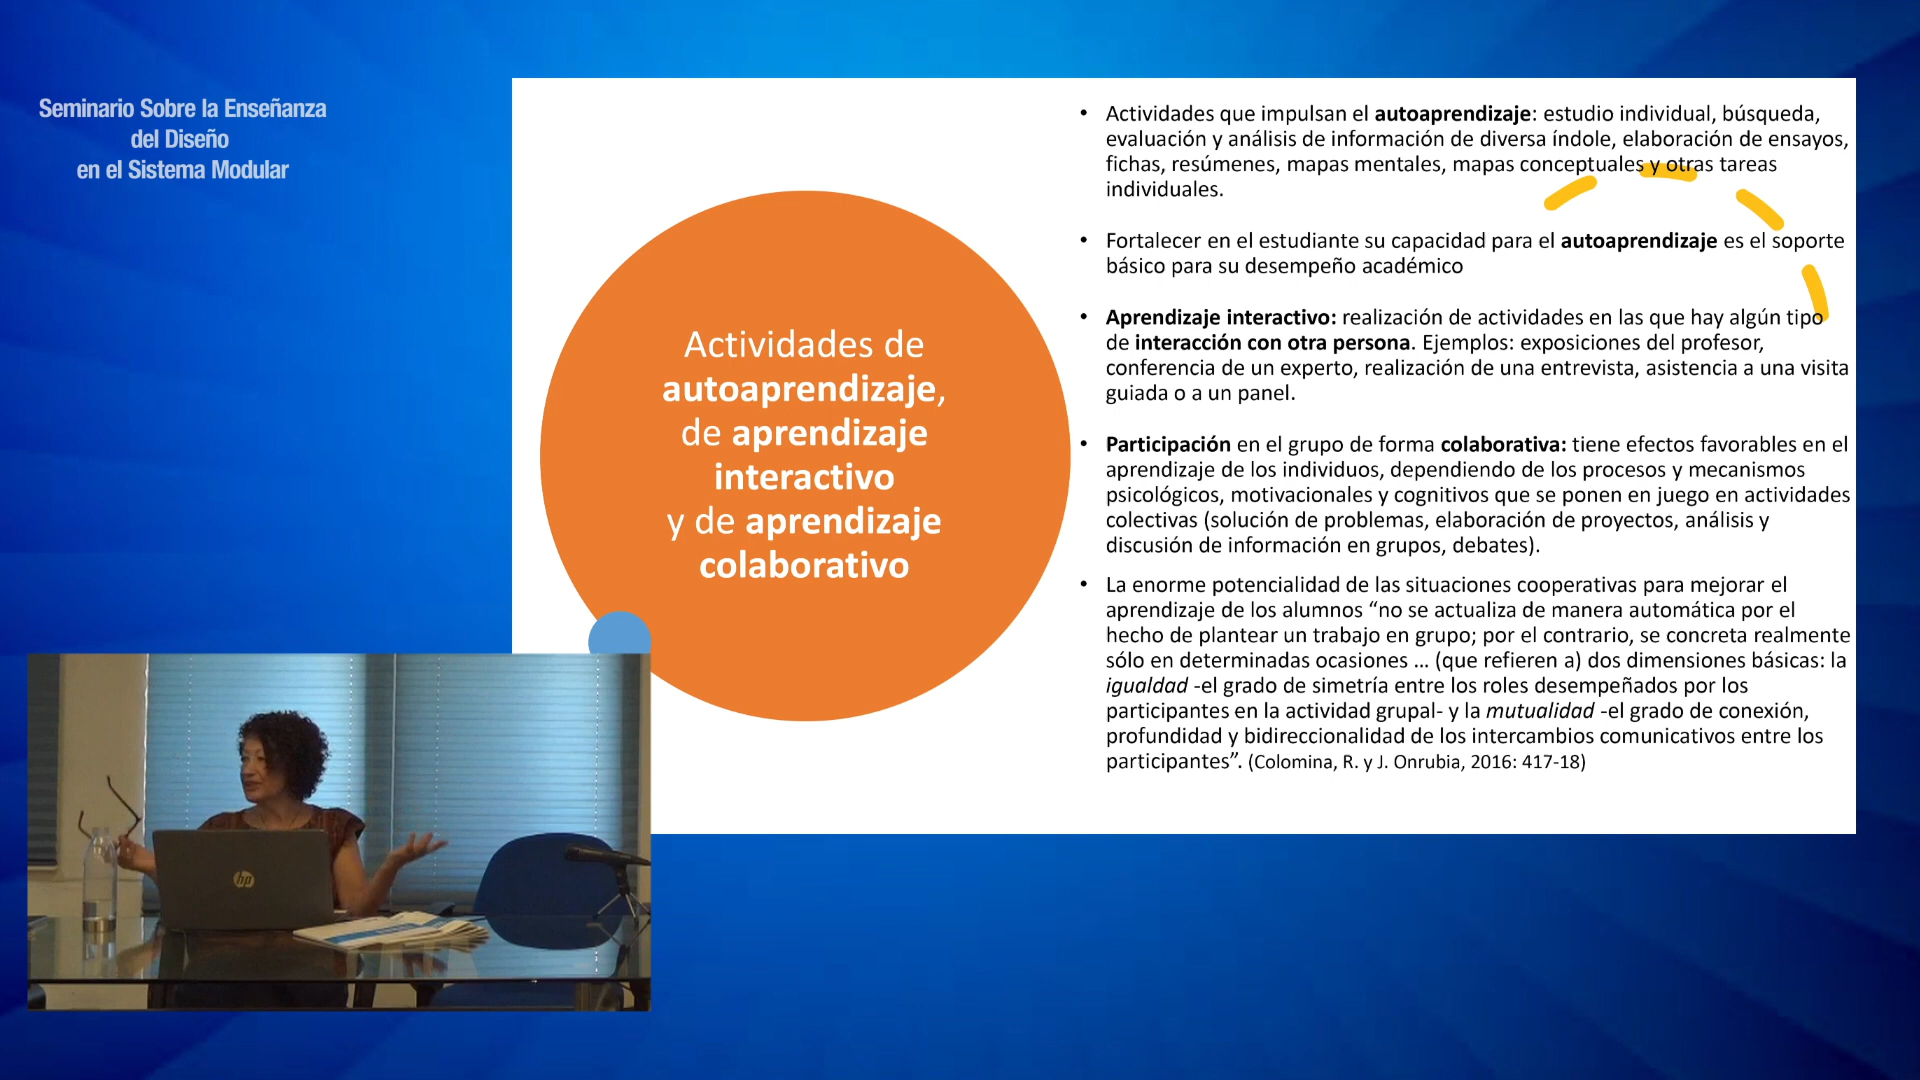 Seminario Sobre la Enseñanza
del Diseño
en el Sistema Modular
Actividades de
autoaprendizaje,
de aprendizaje
interactivo
y de aprendizaje
colaborativo
• Actividades que impulsan el autoaprendizaje: estudio individual, búsqueda,
evaluación y análisis de información de diversa índole, elaboración de ensayos,
fichas, resúmenes, mapas mentales, mapas conceptuales y otras tareas
individuales.
• Fortalecer en el estudiante su capacidad para el autoaprendizaje es el soporte
básico para su desempeño académico
• Aprendizaje interactivo: realización de actividades en las que hay algún tipo
de interacción con otra persona. Ejemplos: exposiciones del profesor,
conferencia de un experto, realización de una entrevista, asistencia a una visita
guiada o a un panel.
• Participación en el grupo de forma colaborativa: tiene efectos favorables en el
aprendizaje de los individuos, dependiendo de los procesos y mecanismos
psicológicos, motivacionales y cognitivos que se ponen en juego en actividades
colectivas (solución de problemas, elaboración de proyectos, análisis y
discusión de información en grupos, debates).
• La enorme potencialidad de las situaciones cooperativas para mejorar el
aprendizaje de los alumnos “no se actualiza de manera automática por el
hecho de plantear un trabajo en grupo; por el contrario, se concreta realmente
sólo en determinadas ocasiones ... (que refieren a) dos dimensiones básicas: la
igualdad -el grado de simetría entre los roles desempeñados por los
participantes en la actividad grupal- y la mutualidad -el grado de conexión,
profundidad y bidireccionalidad de los intercambios comunicativos entre los
participantes”. (Colomina, R. y J. Onrubia, 2016: 417-18)
hp